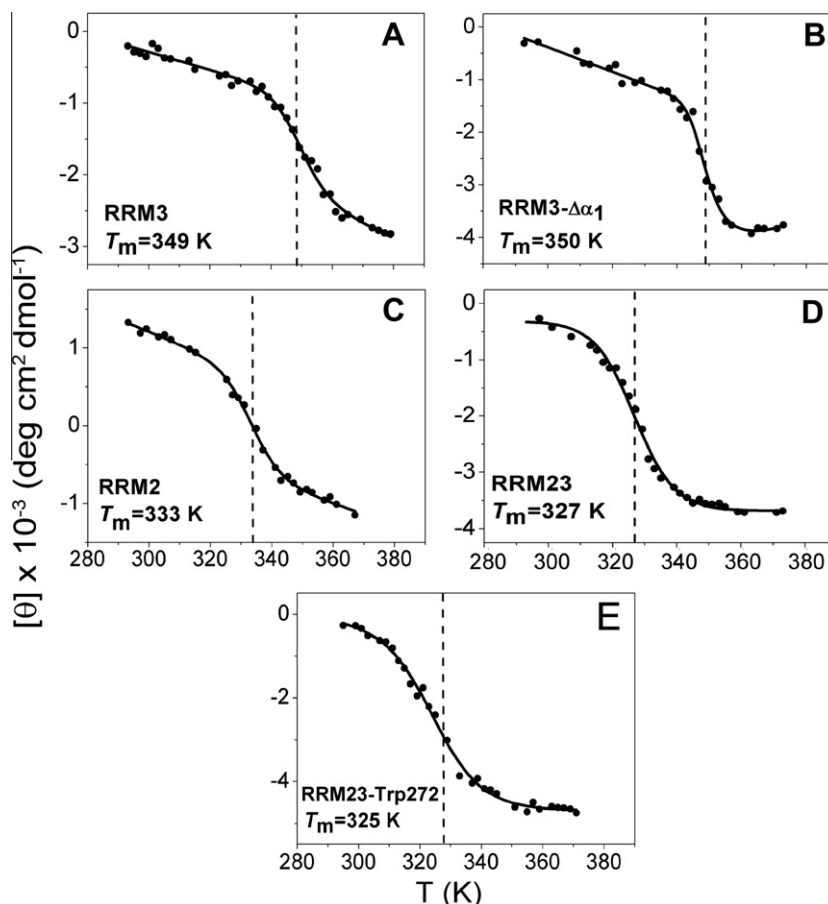 [θ] x 10⁻³ (deg cm² dmol⁻¹)
A
0
-1
-2
-3
RRM3
Tm=349 K
B
0
-1
-2
-3
-4
RRM3-Δα1
Tm=350 K
C
1
0
-1
RRM2
Tm=333 K
280 300 320 340 360 380
D
0
-1
-2
-3
-4
RRM23
Tm=327 K
280 300 320 340 360 380
E
0
-2
-4
RRM23-Trp272
Tm=325 K
280 300 320 340 360 380
T (K)